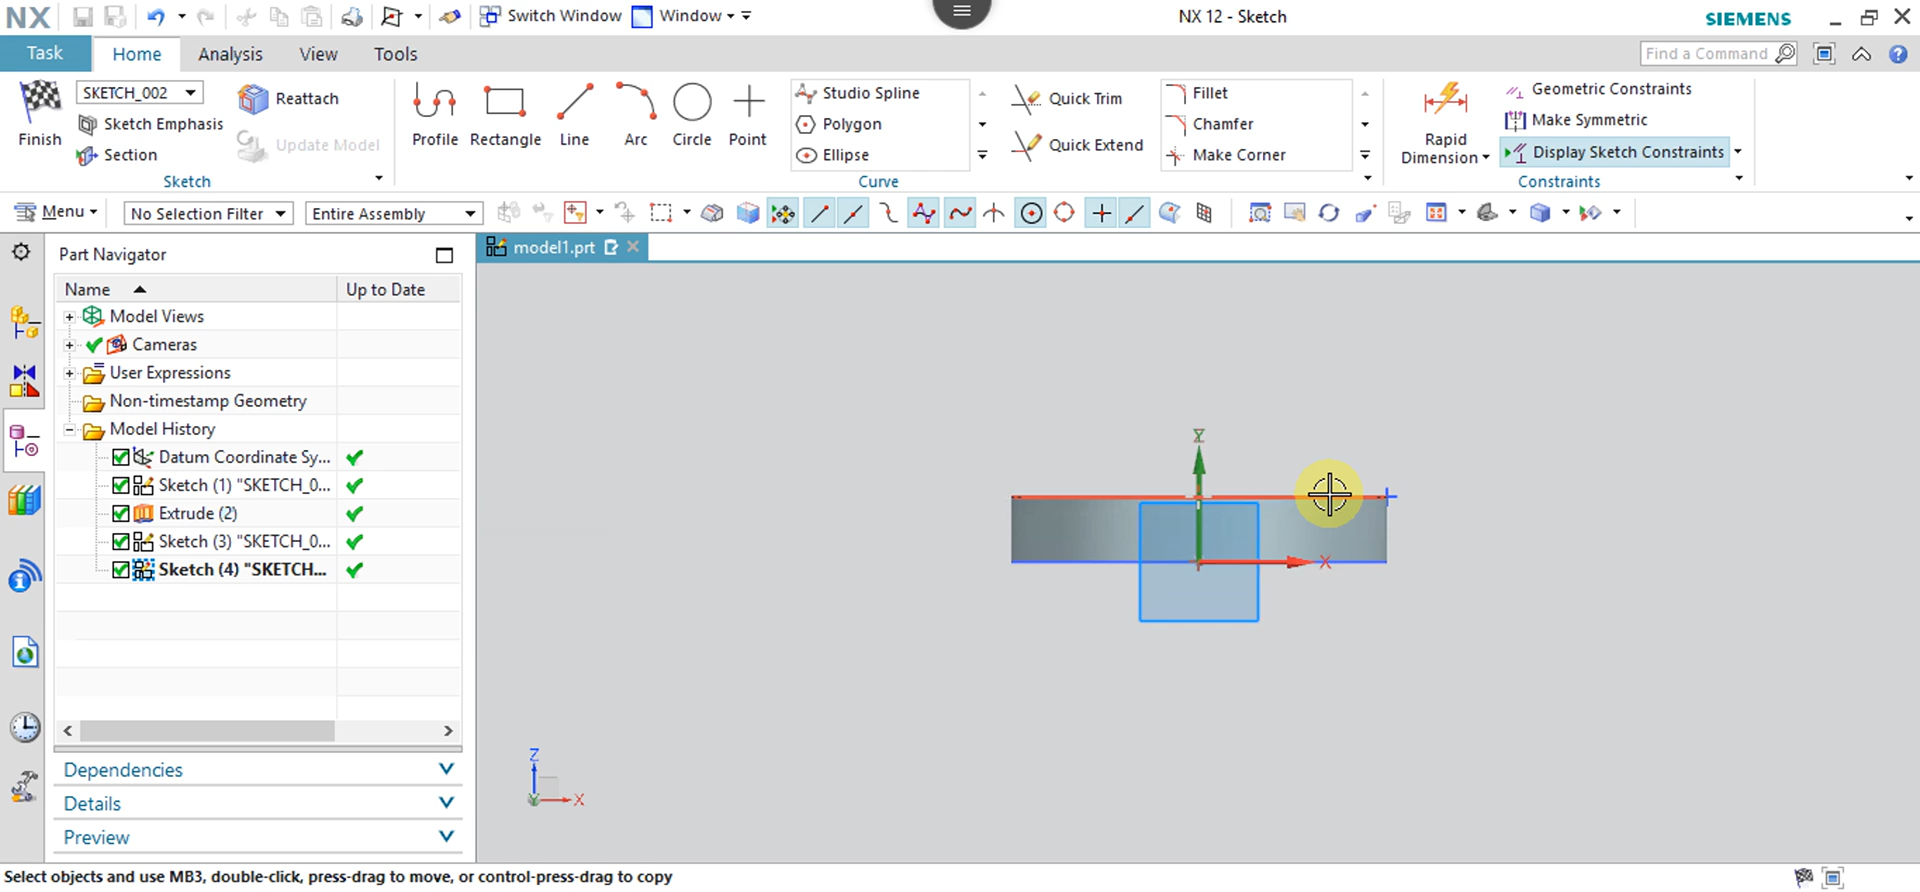 NX Switch Window Window NX 12 - Sketch SIEMENS
Task Home Analysis View Tools Find a Command
SKETCH_002 Reattach Studio Spline Quick Trim Fillet Geometric Constraints
Finish Sketch Emphasis Update Model Profile Rectangle Line Arc Circle Point Polygon Quick Extend Chamfer Rapid Dimension Make Symmetric
Section Ellipse Make Corner Display Sketch Constraints
Sketch Curve Constraints
Menu No Selection Filter Entire Assembly
Part Navigator model1.prt
Name Up to Date
Model Views
Cameras
User Expressions
Non-timestamp Geometry
Model History
Datum Coordinate Sy...
Sketch (1) "SKETCH_0...
Extrude (2)
Sketch (3) "SKETCH_0...
Sketch (4) "SKETCH...
Y
X
Z
Y
X
Dependencies
Details
Preview
Select objects and use MB3, double-click, press-drag to move, or control-press-drag to copy